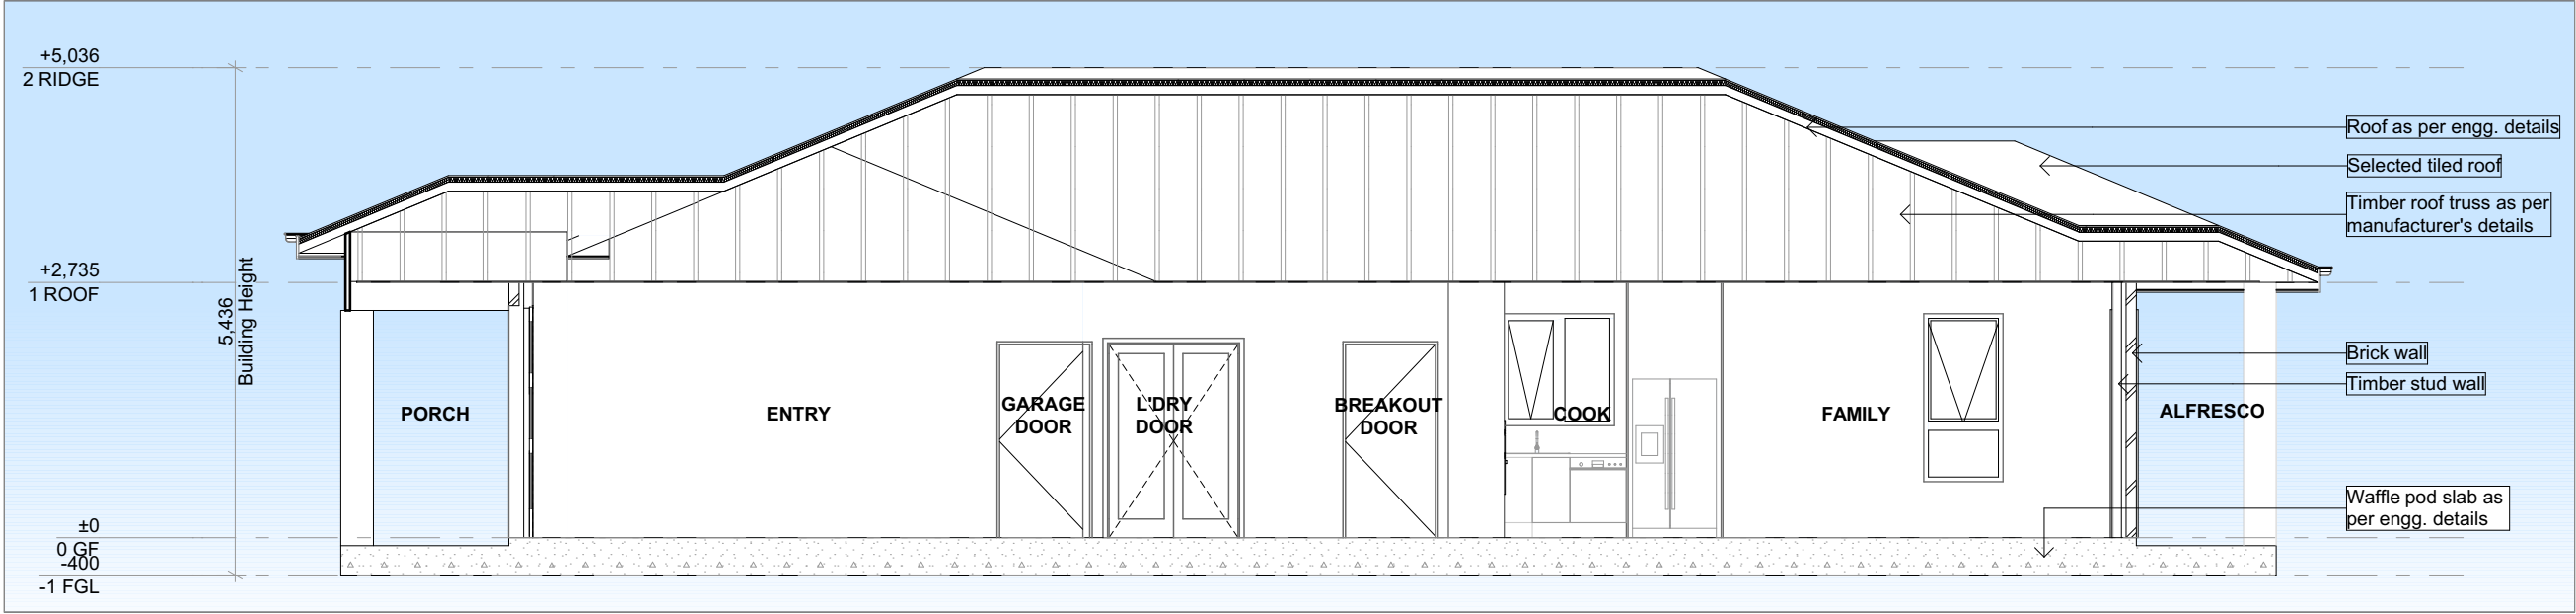 +5,036
2 RIDGE
Roof as per engg. details
Selected tiled roof
Timber roof truss as per
manufacturer's details
+2,735
1 ROOF
5,436
Building Height
Brick wall
Timber stud wall
PORCH
ENTRY
GARAGE
DOOR
L'DRY
DOOR
BREAKOUT
DOOR
COOK
FAMILY
ALFRESCO
Waffle pod slab as
per engg. details
±0
0 GF
-400
-1 FGL